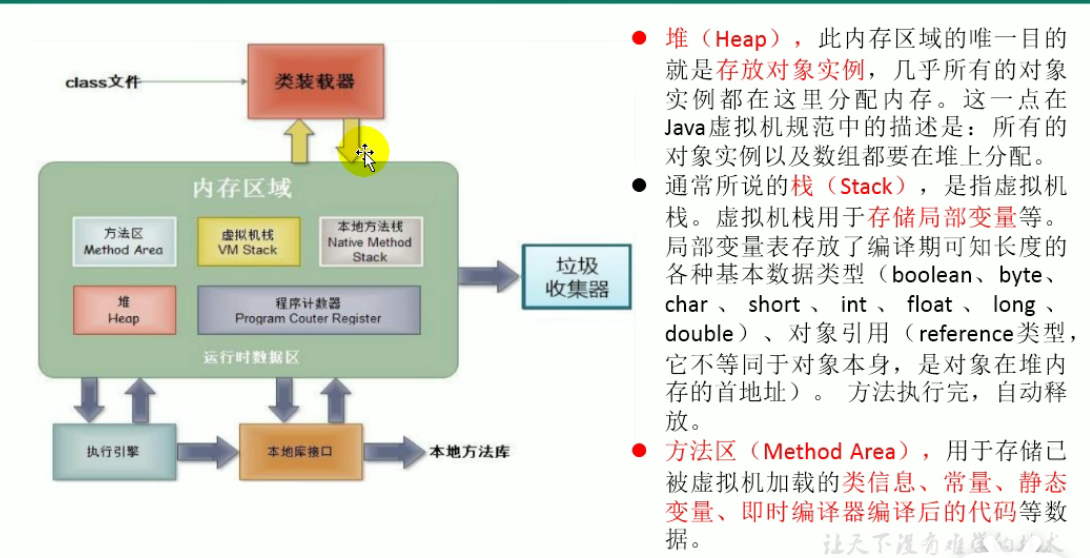 class文件
类装载器
内存区域
方法区
Method Area
虚拟机栈
VM Stack
本地方法栈
Native Method
Stack
堆
Heap
程序计数器
Program Couter Register
运行时数据区
垃圾
收集器
执行引擎
本地库接口
本地方法库
堆（Heap），此内存区域的唯一目的
就是存放对象实例，几乎所有的对象
实例都在这里分配内存。这一点在
Java虚拟机规范中的描述是：所有的
对象实例以及数组都要在堆上分配。
通常所说的栈（Stack），是指虚拟机
栈。虚拟机栈用于存储局部变量等。
局部变量表存放了编译期可知长度的
各种基本数据类型（boolean、byte、
char 、 short 、 int 、 float 、 long 、
double）、对象引用（reference类型，
它不等同于对象本身，是对象在堆内
存的首地址）。 方法执行完，自动释
放。
方法区（Method Area），用于存储已
被虚拟机加载的类信息、常量、静态
变量、即时编译器编译后的代码等数
据。
让天下没有难学的技术